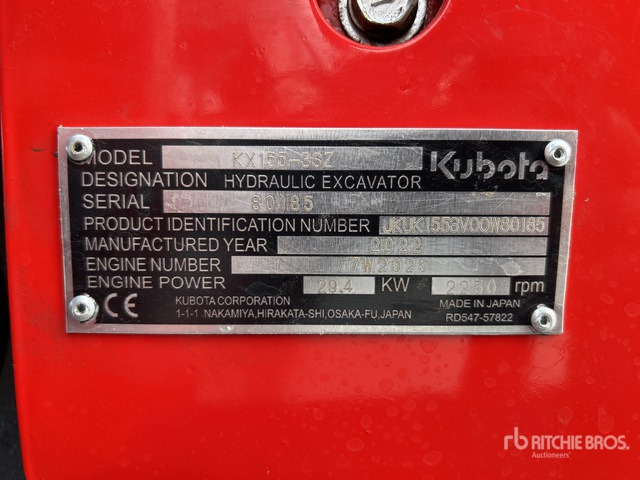 MODEL KX155-3SZ Kubota
DESIGNATION HYDRAULIC EXCAVATOR
SERIAL 80185
PRODUCT IDENTIFICATION NUMBER JKUK1553V00W80185
MANUFACTURED YEAR 2022
ENGINE NUMBER 7W2029
ENGINE POWER 29.4 KW 2250 rpm
CE KUBOTA CORPORATION MADE IN JAPAN
1-1-1 NAKAMIYA,HIRAKATA-SHI,OSAKA-FU,JAPAN RD547-57822
rb RITCHIE BROS.
Auctioneers